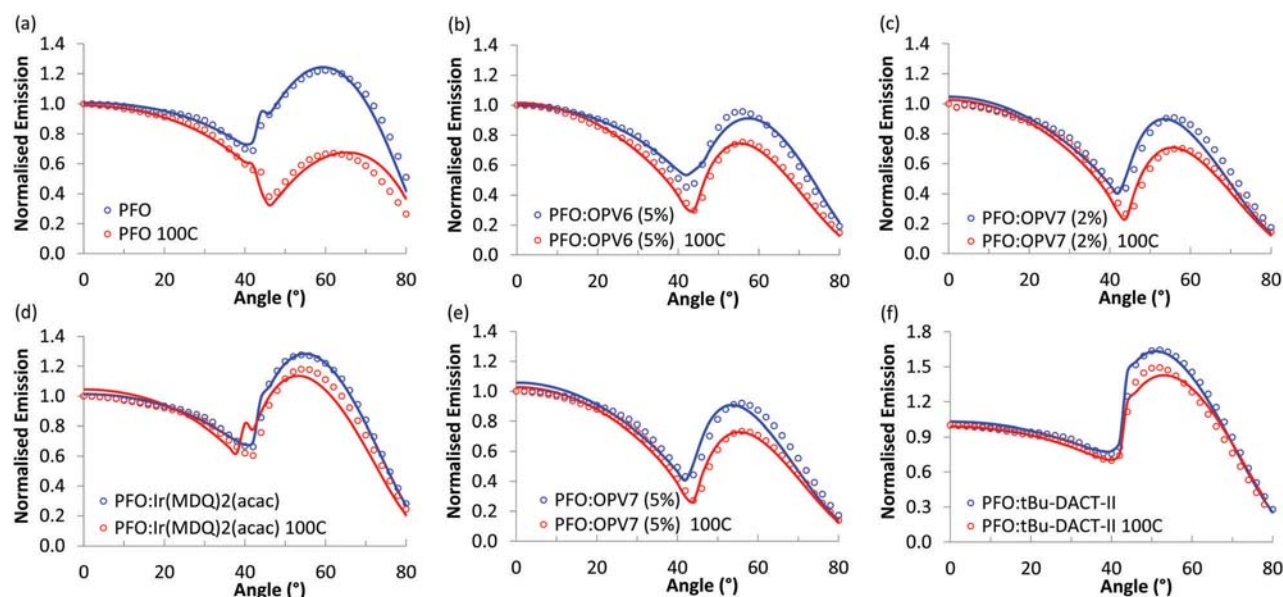 (a)
Normalised Emission
1.4
1.2
1.0
0.8
0.6
0.4
0.2
0.0
PFO
PFO 100C
0 20 40 60 80
Angle (°)
(b)
Normalised Emission
1.4
1.2
1.0
0.8
0.6
0.4
0.2
0.0
PFO:OPV6 (5%)
PFO:OPV6 (5%) 100C
0 20 40 60 80
Angle (°)
(c)
Normalised Emission
1.4
1.2
1.0
0.8
0.6
0.4
0.2
0.0
PFO:OPV7 (2%)
PFO:OPV7 (2%) 100C
0 20 40 60 80
Angle (°)
(d)
Normalised Emission
1.4
1.2
1.0
0.8
0.6
0.4
0.2
0.0
PFO:Ir(MDQ)2(acac)
PFO:Ir(MDQ)2(acac) 100C
0 20 40 60 80
Angle (°)
(e)
Normalised Emission
1.4
1.2
1.0
0.8
0.6
0.4
0.2
0.0
PFO:OPV7 (5%)
PFO:OPV7 (5%) 100C
0 20 40 60 80
Angle (°)
(f)
Normalised Emission
1.8
1.5
1.2
0.9
0.6
0.3
0.0
PFO:tBu-DACT-II
PFO:tBu-DACT-II 100C
0 20 40 60 80
Angle (°)